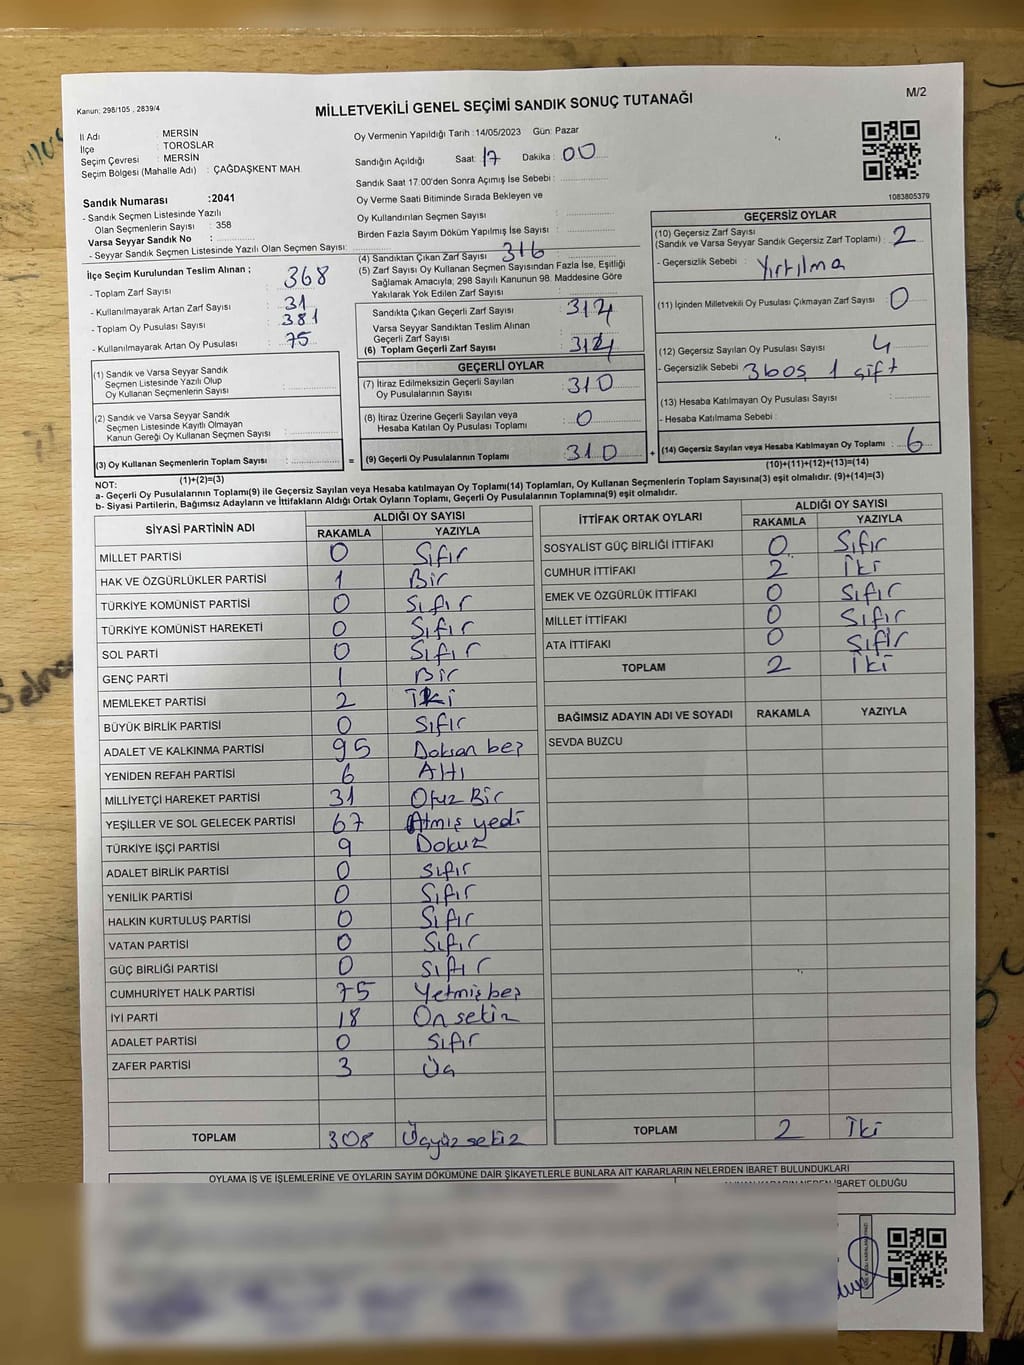 Kanun: 298/105 . 2839/4
MİLLETVEKİLİ GENEL SEÇİMİ SANDIK SONUÇ TUTANAĞI
M/2
İl Adı : MERSİN
İlçe : TOROSLAR
Seçim Çevresi : MERSİN
Seçim Bölgesi (Mahalle Adı) : ÇAĞDAŞKENT MAH
Oy Vermenin Yapıldığı Tarih : 14/05/2023 Gün: Pazar
Sandığın Açıldığı Saat: 17 Dakika : 00
Sandık Saat 17.00'den Sonra Açımış İse Sebebi :
Oy Verme Saati Bitiminde Sırada Bekleyen ve
Oy Kullandırılan Seçmen Sayısı :
Birden Fazla Sayım Döküm Yapılmış İse Sayısı :
1083805379
Sandık Numarası :2041
- Sandık Seçmen Listesinde Yazılı
Olan Seçmenlerin Sayısı : 358
Varsa Seyyar Sandık No :
- Seyyar Sandık Seçmen Listesinde Yazılı Olan Seçmen Sayısı:
İlçe Seçim Kurulundan Teslim Alınan ;
- Toplam Zarf Sayısı : 368
- Kullanılmayarak Artan Zarf Sayısı : 31
- Toplam Oy Pusulası Sayısı : 381
- Kullanılmayarak Artan Oy Pusulası : 75
(4) Sandıktan Çıkan Zarf Sayısı : 316
(5) Zarf Sayısı Oy Kullanan Seçmen Sayısından Fazla İse, Eşitliği
Sağlamak Amacıyla; 298 Sayılı Kanunun 98. Maddesine Göre
Yakılarak Yok Edilen Zarf Sayısı :
Sandıkta Çıkan Geçerli Zarf Sayısı : 314
Varsa Seyyar Sandıktan Teslim Alınan
Geçerli Zarf Sayısı :
(6) Toplam Geçerli Zarf Sayısı : 314
GEÇERSİZ OYLAR
(10) Geçersiz Zarf Sayısı
(Sandık ve Varsa Seyyar Sandık Geçersiz Zarf Toplamı) : 2
- Geçersizlik Sebebi : Yırtılma
(11) İçinden Milletvekili Oy Pusulası Çıkmayan Zarf Sayısı : 0
(12) Geçersiz Sayılan Oy Pusulası Sayısı : 4
- Geçersizlik Sebebi : 3 boş 1 çift
(13) Hesaba Katılmayan Oy Pusulası Sayısı :
- Hesaba Katılmama Sebebi :
(14) Geçersiz Sayılan veya Hesaba Katılmayan Oy Toplamı : 6
(10)+(11)+(12)+(13)=(14)
(1) Sandık ve Varsa Seyyar Sandık
Seçmen Listesinde Yazılı Olup
Oy Kullanan Seçmenlerin Sayısı :
(2) Sandık ve Varsa Seyyar Sandık
Seçmen Listesinde Kayıtlı Olmayan
Kanun Gereği Oy Kullanan Seçmen Sayısı :
(3) Oy Kullanan Seçmenlerin Toplam Sayısı : =
(1)+(2)=(3)
GEÇERLİ OYLAR
(7) İtiraz Edilmeksizin Geçerli Sayılan
Oy Pusulalarının Sayısı : 310
(8) İtiraz Üzerine Geçerli Sayılan veya
Hesaba Katılan Oy Pusulası Toplamı : 0
(9) Geçerli Oy Pusulalarının Toplamı : 310 +
NOT:
a- Geçerli Oy Pusulalarının Toplamı(9) ile Geçersiz Sayılan veya Hesaba katılmayan Oy Toplamı(14) Toplamları, Oy Kullanan Seçmenlerin Toplam Sayısına(3) eşit olmalıdır. (9)+(14)=(3)
b- Siyasi Partilerin, Bağımsız Adayların ve İttifakların Aldığı Ortak Oyların Toplamı, Geçerli Oy Pusulalarının Toplamına(9) eşit olmalıdır.
SİYASİ PARTİNİN ADI ALDIĞI OY SAYISI
RAKAMLA YAZIYLA
MİLLET PARTİSİ 0 Sıfır
HAK VE ÖZGÜRLÜKLER PARTİSİ 1 Bir
TÜRKİYE KOMÜNİST PARTİSİ 0 Sıfır
TÜRKİYE KOMÜNİST HAREKETİ 0 Sıfır
SOL PARTİ 0 Sıfır
GENÇ PARTİ 1 Bir
MEMLEKET PARTİSİ 2 İki
BÜYÜK BİRLİK PARTİSİ 0 Sıfır
ADALET VE KALKINMA PARTİSİ 95 Doksan beş
YENİDEN REFAH PARTİSİ 6 Altı
MİLLİYETÇİ HAREKET PARTİSİ 31 Otuz Bir
YEŞİLLER VE SOL GELECEK PARTİSİ 67 Atmış yedi
TÜRKİYE İŞÇİ PARTİSİ 9 Dokuz
ADALET BİRLİK PARTİSİ 0 Sıfır
YENİLİK PARTİSİ 0 Sıfır
HALKIN KURTULUŞ PARTİSİ 0 Sıfır
VATAN PARTİSİ 0 Sıfır
GÜÇ BİRLİĞİ PARTİSİ 0 Sıfır
CUMHURİYET HALK PARTİSİ 75 Yetmiş beş
İYİ PARTİ 18 On sekiz
ADALET PARTİSİ 0 Sıfır
ZAFER PARTİSİ 3 Üç
TOPLAM 308 Üçyüz sekiz
İTTİFAK ORTAK OYLARI ALDIĞI OY SAYISI
RAKAMLA YAZIYLA
SOSYALİST GÜÇ BİRLİĞİ İTTİFAKI 0 Sıfır
CUMHUR İTTİFAKI 2 İki
EMEK VE ÖZGÜRLÜK İTTİFAKI 0 Sıfır
MİLLET İTTİFAKI 0 Sıfır
ATA İTTİFAKI 0 Sıfır
TOPLAM 2 İki
BAĞIMSIZ ADAYIN ADI VE SOYADI RAKAMLA YAZIYLA
SEVDA BUZCU
TOPLAM 2 İki
OYLAMA İŞ VE İŞLEMLERİNE VE OYLARIN SAYIM DÖKÜMÜNE DAİR ŞİKAYETLERLE BUNLARA AİT KARARLARIN NELERDEN İBARET BULUNDUKLARI
İBARET OLDUĞU